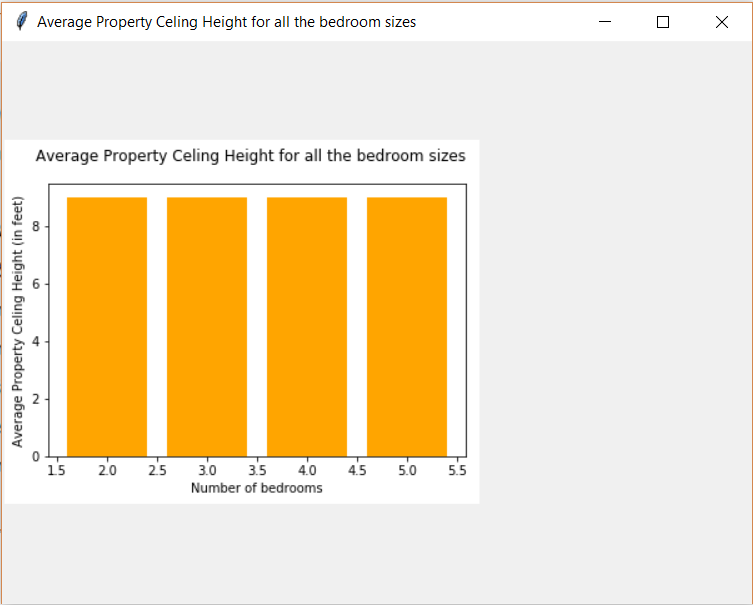 Average Property Celing Height for all the bedroom sizes
Average Property Celing Height for all the bedroom sizes
Average Property Celing Height (in feet)
8
6
4
2
0
1.5 2.0 2.5 3.0 3.5 4.0 4.5 5.0 5.5
Number of bedrooms